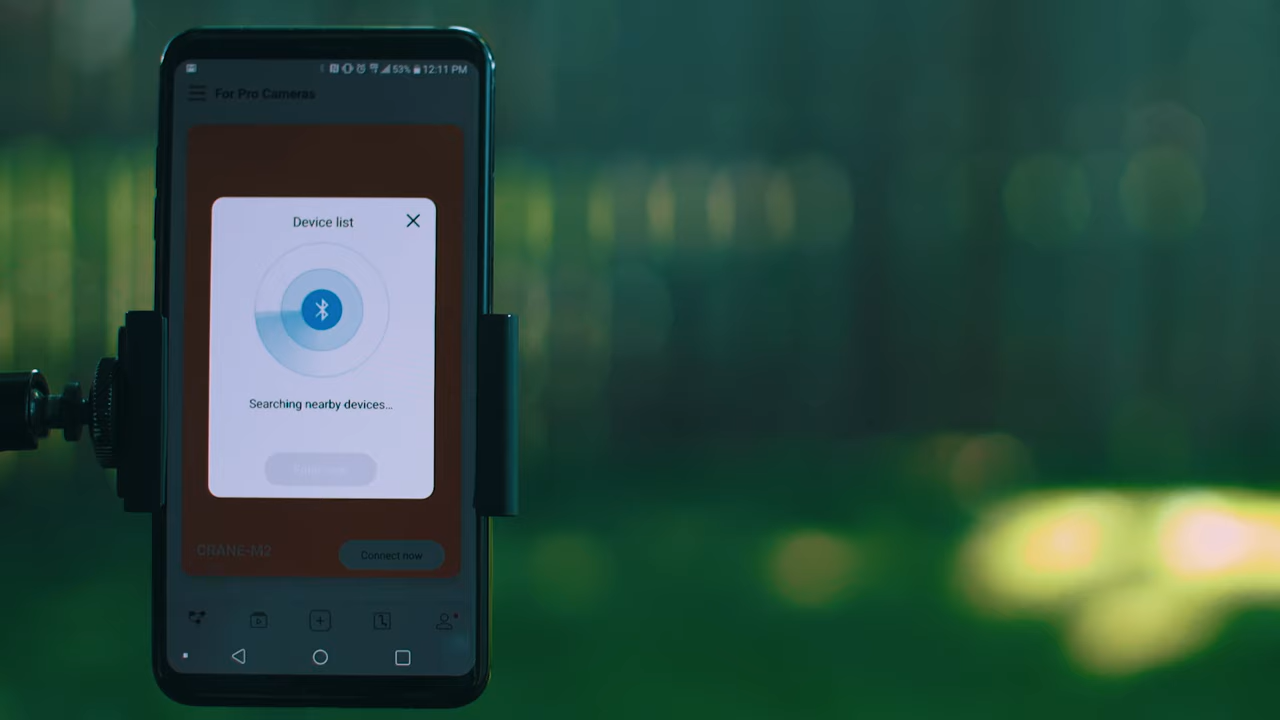 53% 12:11 PM
For Pro Cameras
Device list
Searching nearby devices...
CRANE-M2
Connect now